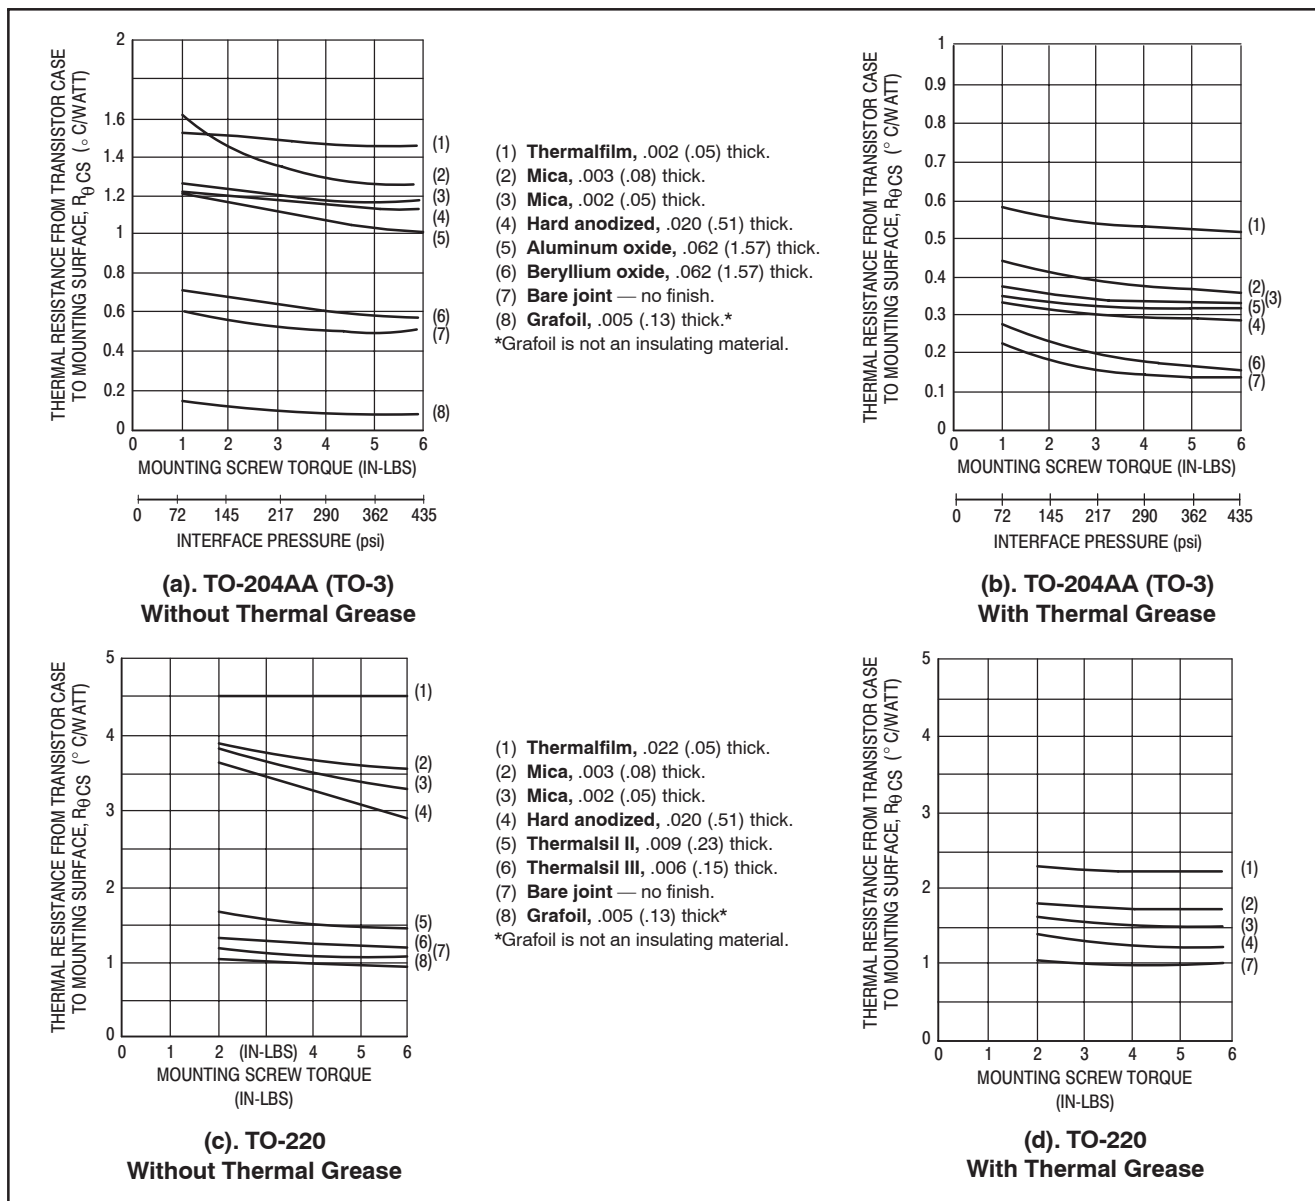 THERMAL RESISTANCE FROM TRANSISTOR CASE
TO MOUNTING SURFACE, RθCS (° C/WATT)
2
1.6
1.4
1.2
1
0.8
0.6
0.4
0.2
0
(1)
(2)
(3)
(4)
(5)
(6)
(7)
(8)
0 1 2 3 4 5 6
MOUNTING SCREW TORQUE (IN-LBS)
0 72 145 217 290 362 435
INTERFACE PRESSURE (psi)
(a). TO-204AA (TO-3)
Without Thermal Grease
(1) Thermalfilm, .002 (.05) thick.
(2) Mica, .003 (.08) thick.
(3) Mica, .002 (.05) thick.
(4) Hard anodized, .020 (.51) thick.
(5) Aluminum oxide, .062 (1.57) thick.
(6) Beryllium oxide, .062 (1.57) thick.
(7) Bare joint — no finish.
(8) Grafoil, .005 (.13) thick.*
*Grafoil is not an insulating material.
THERMAL RESISTANCE FROM TRANSISTOR CASE
TO MOUNTING SURFACE, RθCS (° C/WATT)
1
0.9
0.8
0.7
0.6
0.5
0.4
0.3
0.2
0.1
0
(1)
(2)
(3)
(5)
(4)
(6)
(7)
0 1 2 3 4 5 6
MOUNTING SCREW TORQUE (IN-LBS)
0 72 145 217 290 362 435
INTERFACE PRESSURE (psi)
(b). TO-204AA (TO-3)
With Thermal Grease
THERMAL RESISTANCE FROM TRANSISTOR CASE
TO MOUNTING SURFACE, RθCS (° C/WATT)
5
4
3
2
1
0
(1)
(2)
(3)
(4)
(5)
(6)
(7)
(8)
0 1 2 (IN-LBS) 4 5 6
MOUNTING SCREW TORQUE
(IN-LBS)
(c). TO-220
Without Thermal Grease
(1) Thermalfilm, .022 (.05) thick.
(2) Mica, .003 (.08) thick.
(3) Mica, .002 (.05) thick.
(4) Hard anodized, .020 (.51) thick.
(5) Thermalsil II, .009 (.23) thick.
(6) Thermalsil III, .006 (.15) thick.
(7) Bare joint — no finish.
(8) Grafoil, .005 (.13) thick*
*Grafoil is not an insulating material.
THERMAL RESISTANCE FROM TRANSISTOR CASE
TO MOUNTING SURFACE, RθCS (° C/WATT)
5
4
3
2
1
0
(1)
(2)
(3)
(4)
(7)
0 1 2 3 4 5 6
MOUNTING SCREW TORQUE
(IN-LBS)
(d). TO-220
With Thermal Grease